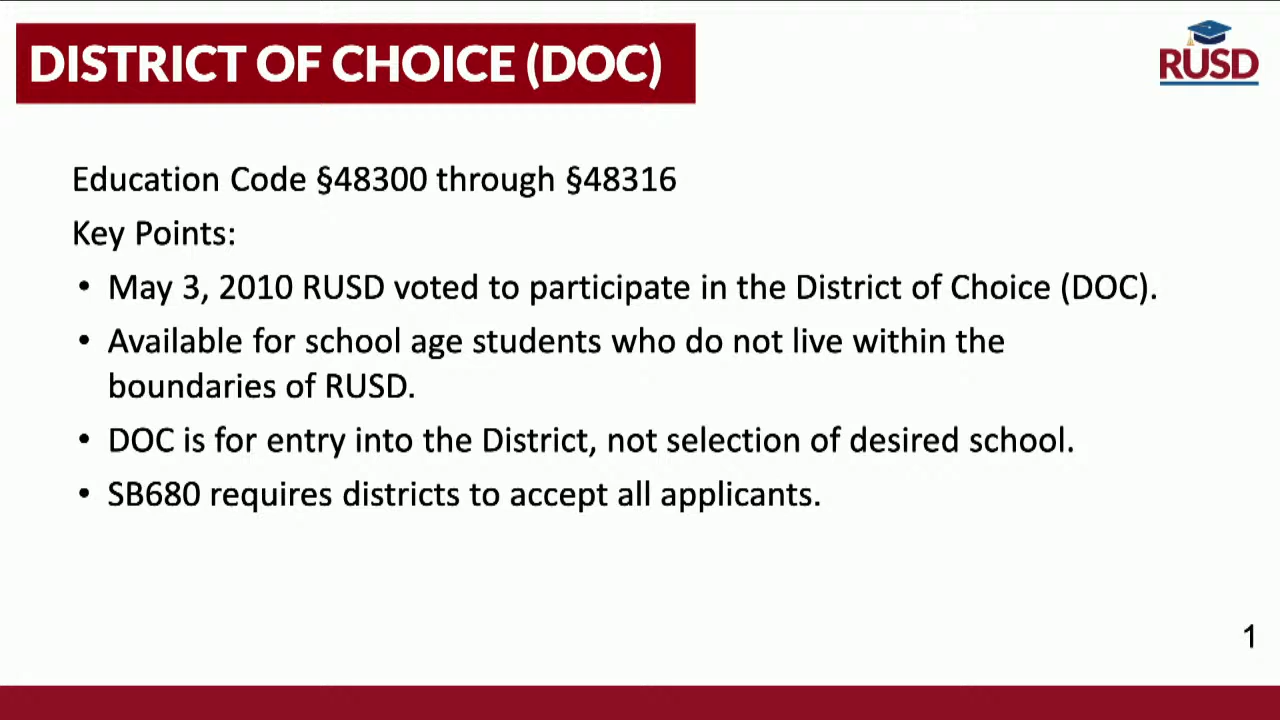 DISTRICT OF CHOICE (DOC)
RUSD
Education Code §48300 through §48316
Key Points:
• May 3, 2010 RUSD voted to participate in the District of Choice (DOC).
• Available for school age students who do not live within the
boundaries of RUSD.
• DOC is for entry into the District, not selection of desired school.
• SB680 requires districts to accept all applicants.
1